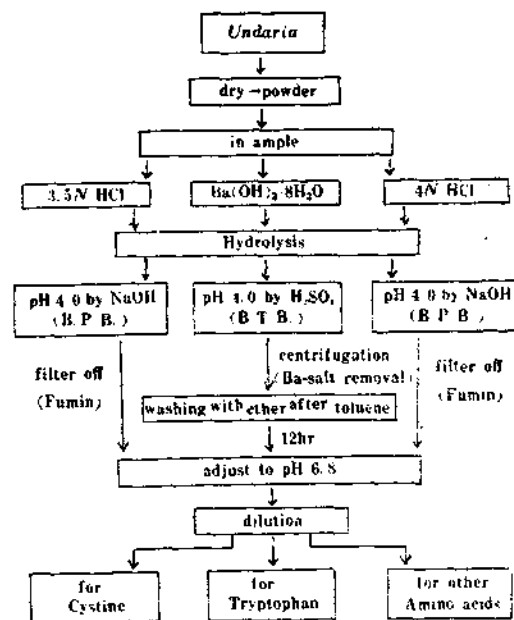 Undaria
dry→powder
in ample
3.5N HCl
Ba(OH)2·8H2O
4N HCl
Hydrolysis
pH 4.0 by NaOH
(B. P. B.)
pH 4.0 by H2SO4
(B T B.)
pH 4.0 by NaOH
(B. P. B.)
filter off
(Fumin)
centrifugation
(Ba-salt removal)
filter off
(Fumin)
washing with ether after toluene
12hr
adjust to pH 6.8
dilution
for
Cystine
for
Tryptophan
for other
Amino acids